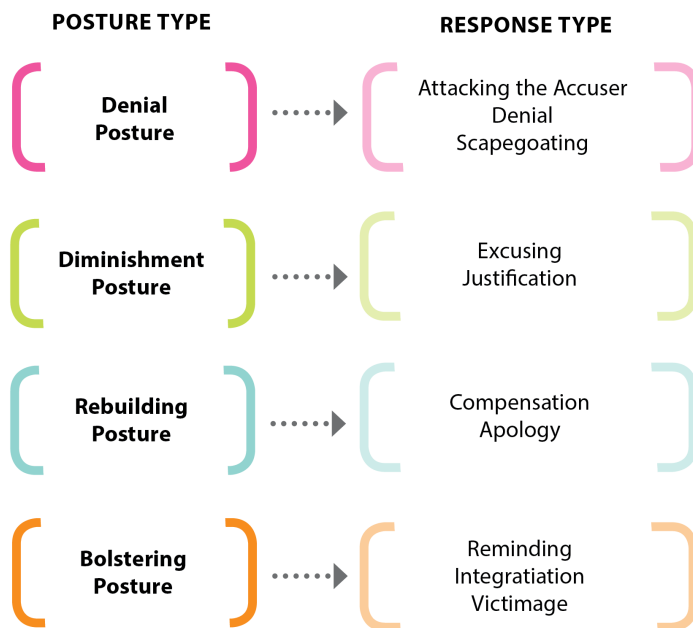 POSTURE TYPE
RESPONSE TYPE
Denial
Posture
Attacking the Accuser
Denial
Scapegoating
Diminishment
Posture
Excusing
Justification
Rebuilding
Posture
Compensation
Apology
Bolstering
Posture
Reminding
Integratiation
Victimage